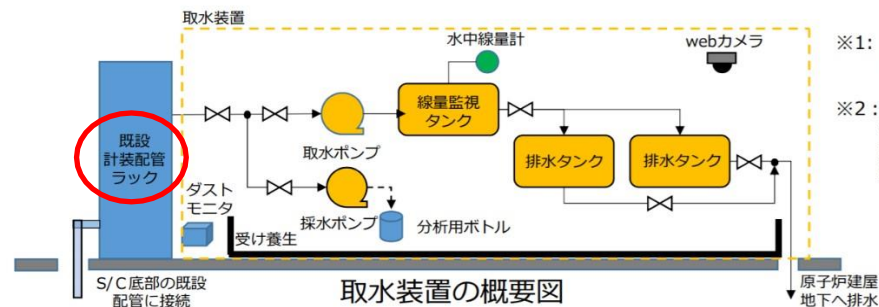 取水装置
水中線量計
webカメラ
※1:
線量監視
タンク
※2:
既設
計装配管
ラック
取水ポンプ
排水タンク
排水タンク
ダスト
モニタ
採水ポンプ
分析用ボトル
受け養生
S/C底部の既設
配管に接続
取水装置の概要図
原子炉建屋
地下へ排水